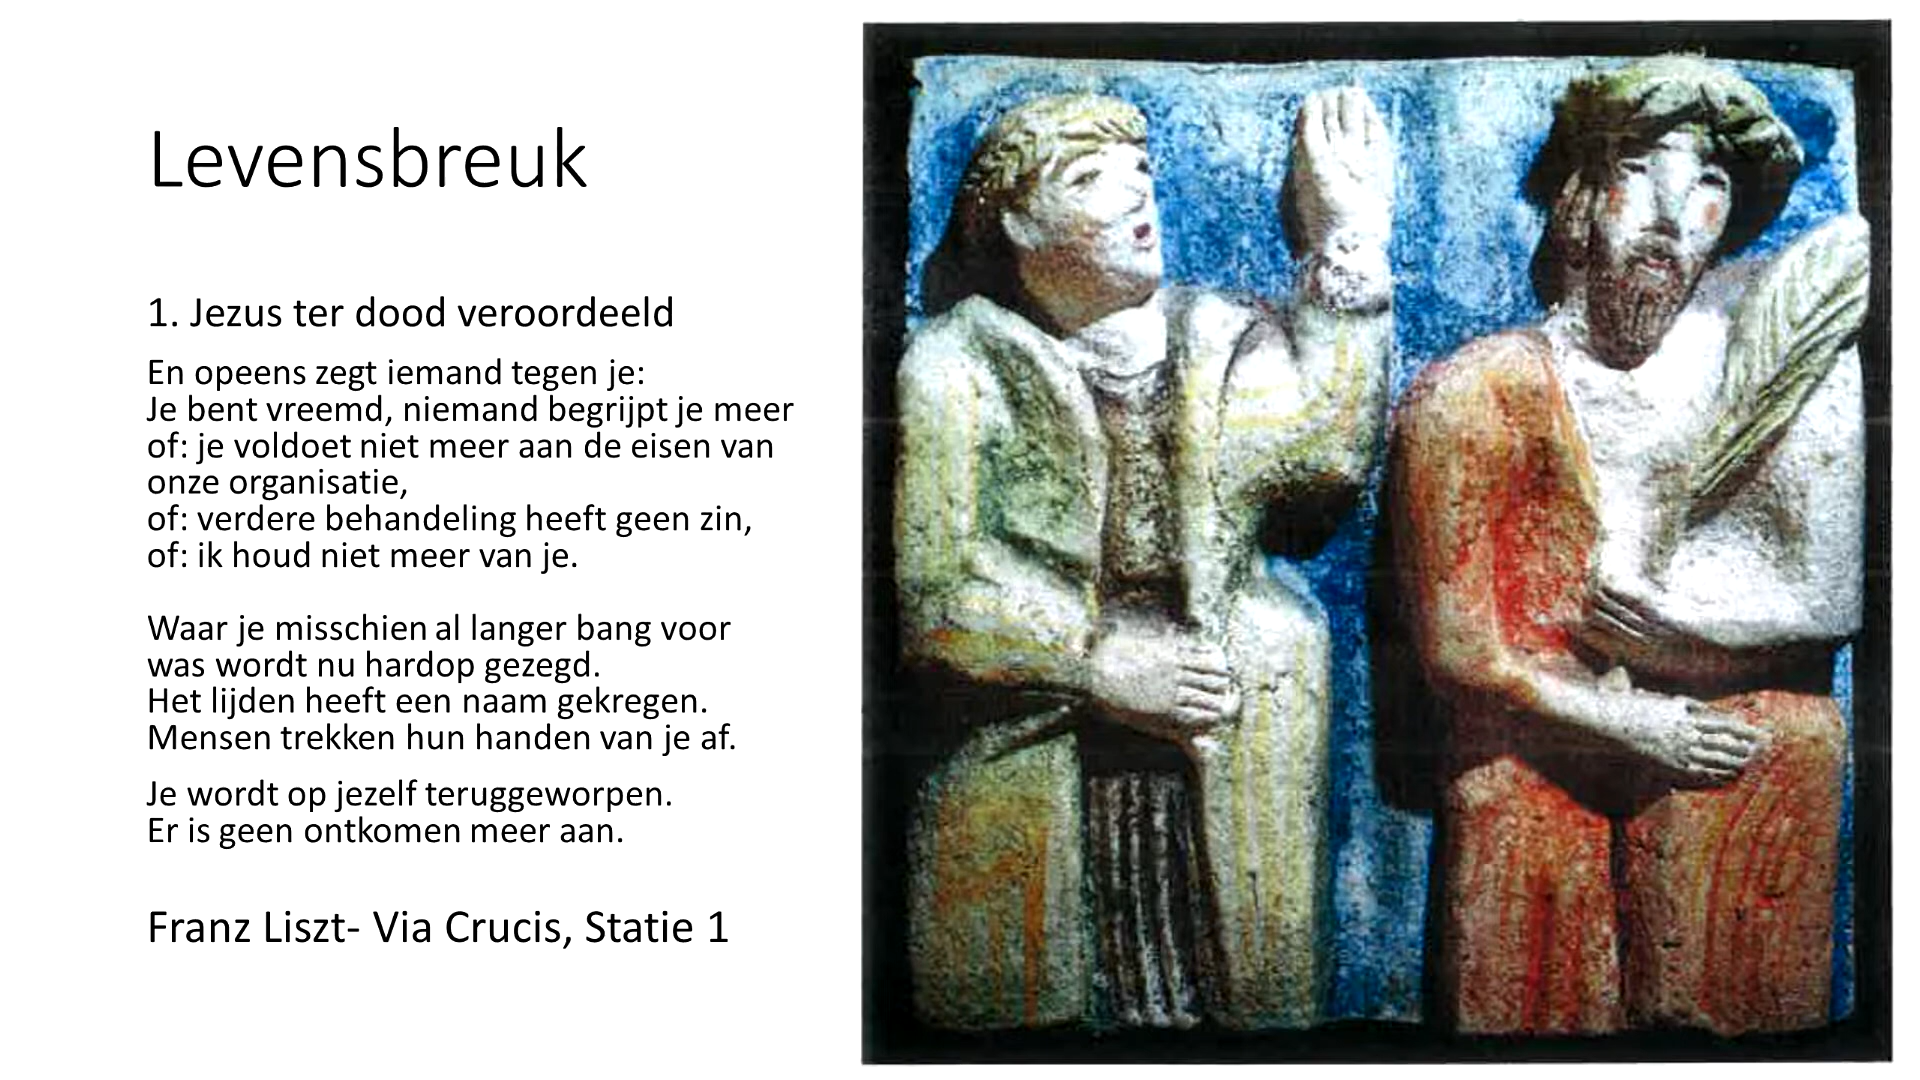 Levensbreuk
1. Jezus ter dood veroordeeld
En opeens zegt iemand tegen je:
Je bent vreemd, niemand begrijpt je meer
of: je voldoet niet meer aan de eisen van
onze organisatie,
of: verdere behandeling heeft geen zin,
of: ik houd niet meer van je.
Waar je misschien al langer bang voor
was wordt nu hardop gezegd.
Het lijden heeft een naam gekregen.
Mensen trekken hun handen van je af.
Je wordt op jezelf teruggeworpen.
Er is geen ontkomen meer aan.
Franz Liszt- Via Crucis, Statie 1